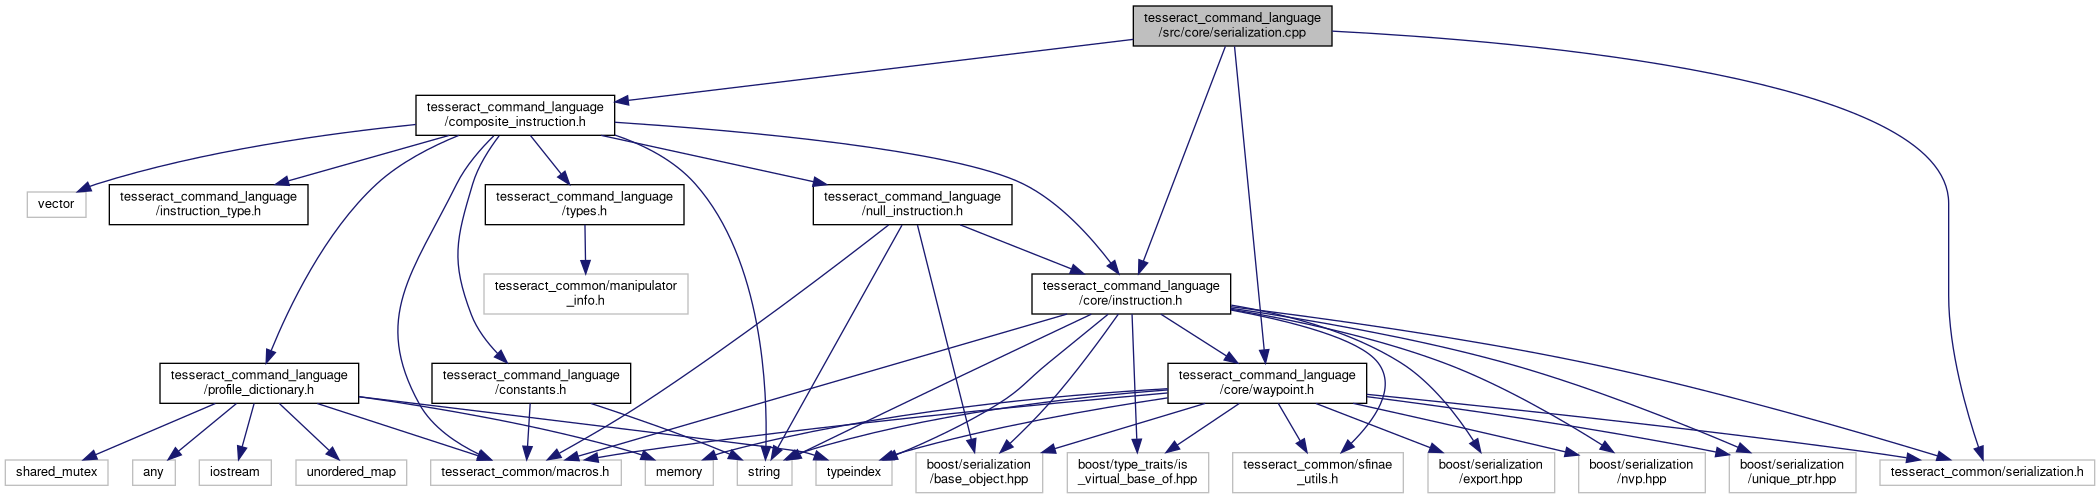 tesseract_command_language
/src/core/serialization.cpp
tesseract_command_language
/composite_instruction.h
vector
tesseract_command_language
/instruction_type.h
tesseract_command_language
/types.h
tesseract_command_language
/null_instruction.h
tesseract_common/manipulator
_info.h
tesseract_command_language
/core/instruction.h
tesseract_command_language
/profile_dictionary.h
tesseract_command_language
/constants.h
tesseract_command_language
/core/waypoint.h
shared_mutex
any
iostream
unordered_map
tesseract_common/macros.h
memory
string
typeindex
boost/serialization
/base_object.hpp
boost/type_traits/is
_virtual_base_of.hpp
tesseract_common/sfinae
_utils.h
boost/serialization
/export.hpp
boost/serialization
/nvp.hpp
boost/serialization
/unique_ptr.hpp
tesseract_common/serialization.h